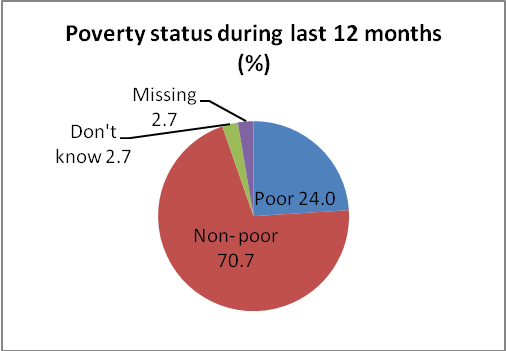 Poverty status during last 12 months
(%)
Missing
2.7
Don't
know 2.7
Poor 24.0
Non- poor
70.7